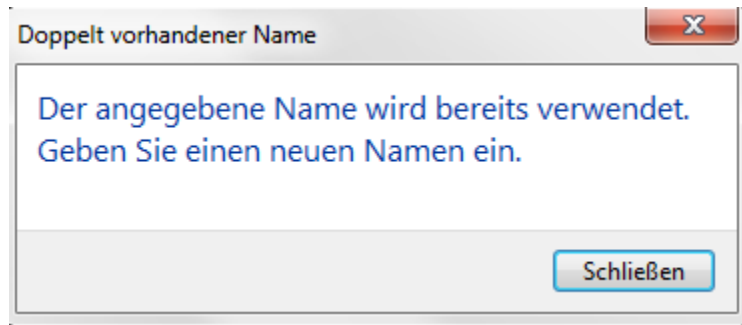 Doppelt vorhandener Name
Der angegebene Name wird bereits verwendet.
Geben Sie einen neuen Namen ein.
Schließen